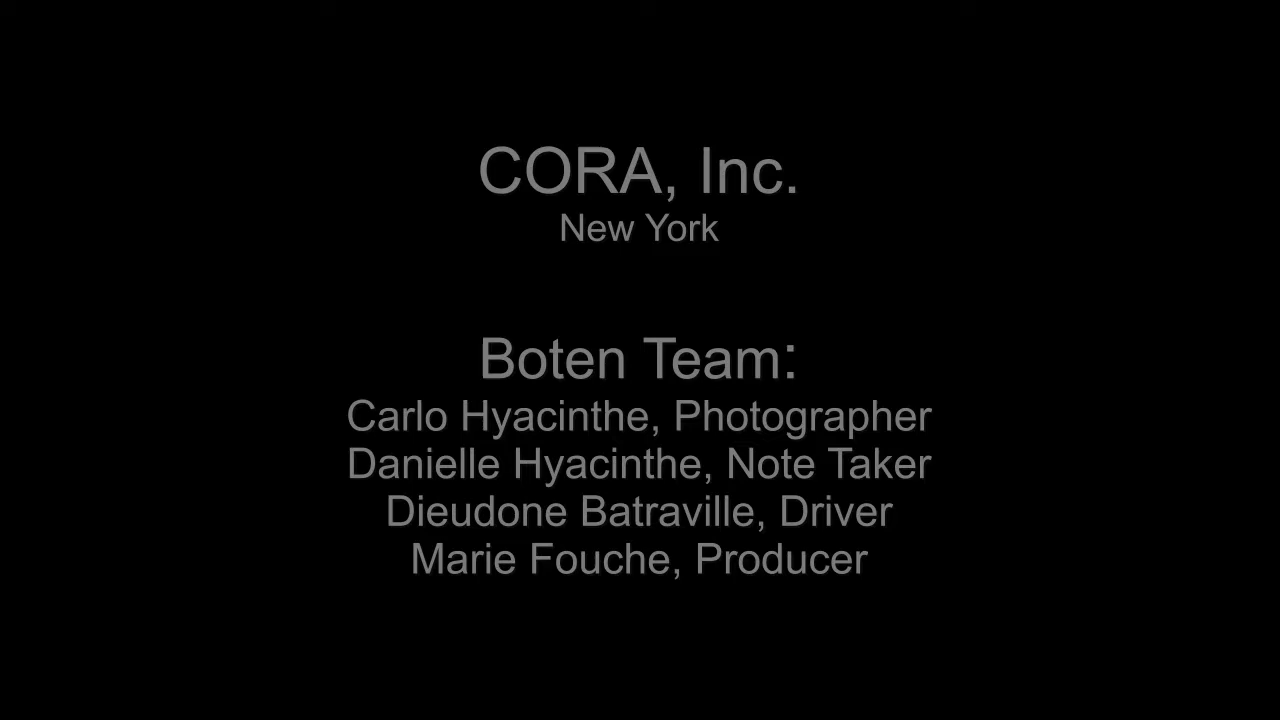 CORA, Inc.
New York
Boten Team:
Carlo Hyacinthe, Photographer
Danielle Hyacinthe, Note Taker
Dieudone Batraville, Driver
Marie Fouche, Producer